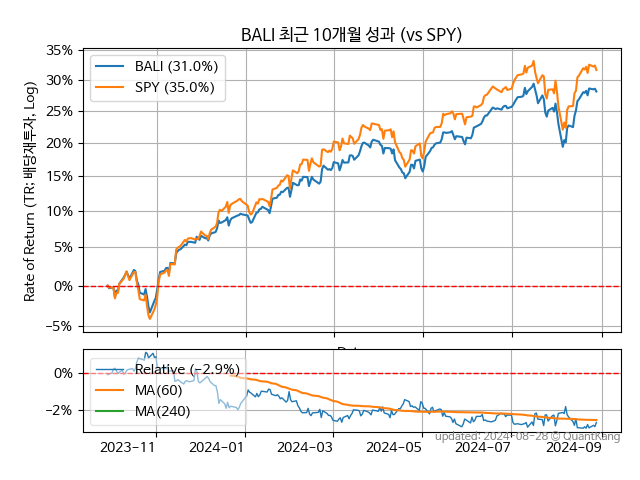 BALI 최근 10개월 성과 (vs SPY)
Rate of Return (TR: 배당재투자, Log)
35%
30%
25%
20%
15%
10%
5%
0%
−5%
BALI (31.0%)
SPY (35.0%)
0%
−2%
Relative (−2.9%)
MA(60)
MA(240)
updated: 2024-08-28 © QuantKang
2023−11
2024−01
2024−03
2024−05
2024−07
2024−09